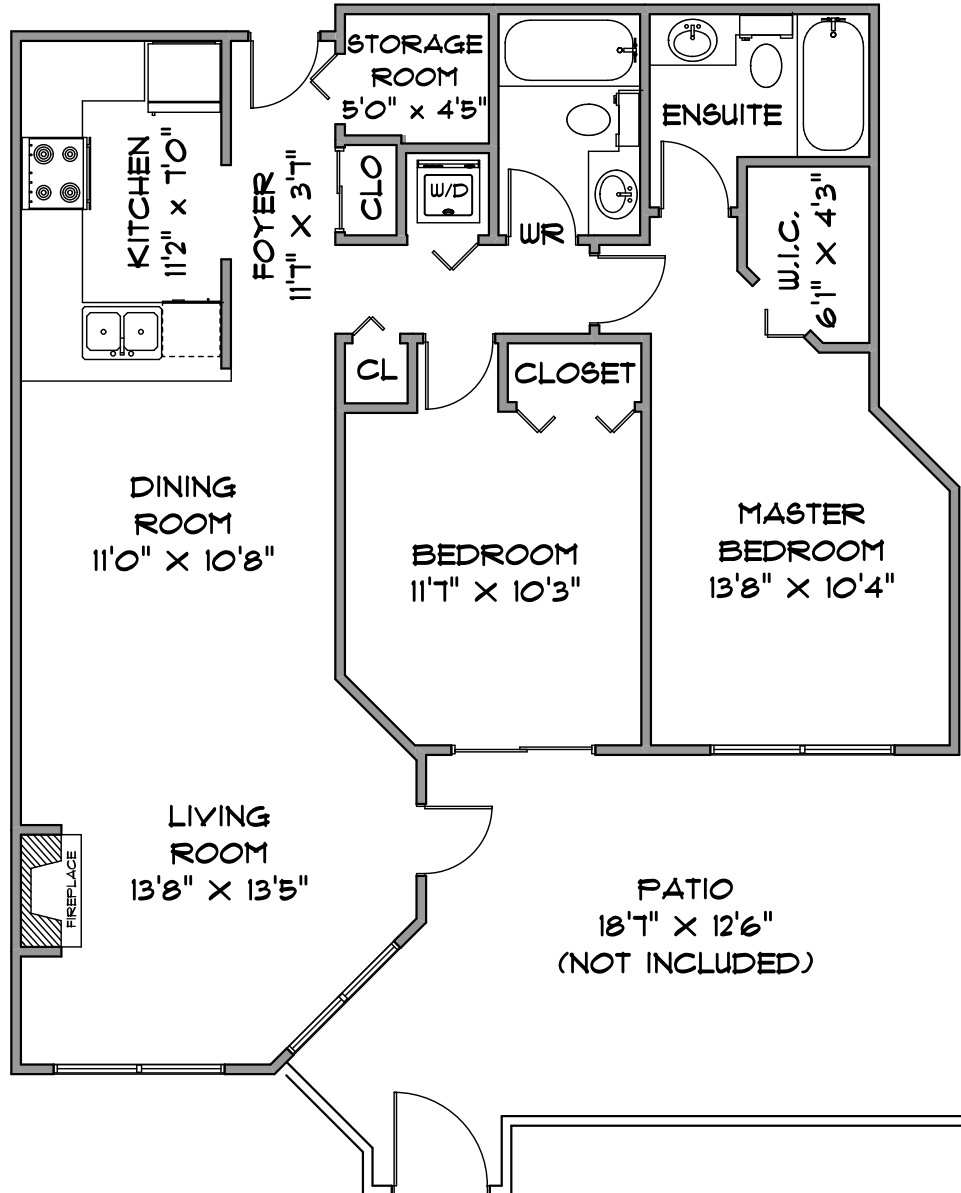 STORAGE
ROOM
5'0" x 4'5"
ENSUITE
KITCHEN
11'2" x 7'0"
FOYER
11'7" X 3'7"
CLO
W/D
WR
W.I.C.
6'1" X 4'3"
CL
CLOSET
DINING
ROOM
11'0" X 10'8"
BEDROOM
11'7" X 10'3"
MASTER
BEDROOM
13'8" X 10'4"
LIVING
ROOM
13'8" X 13'5"
FIREPLACE
PATIO
18'7" X 12'6"
(NOT INCLUDED)